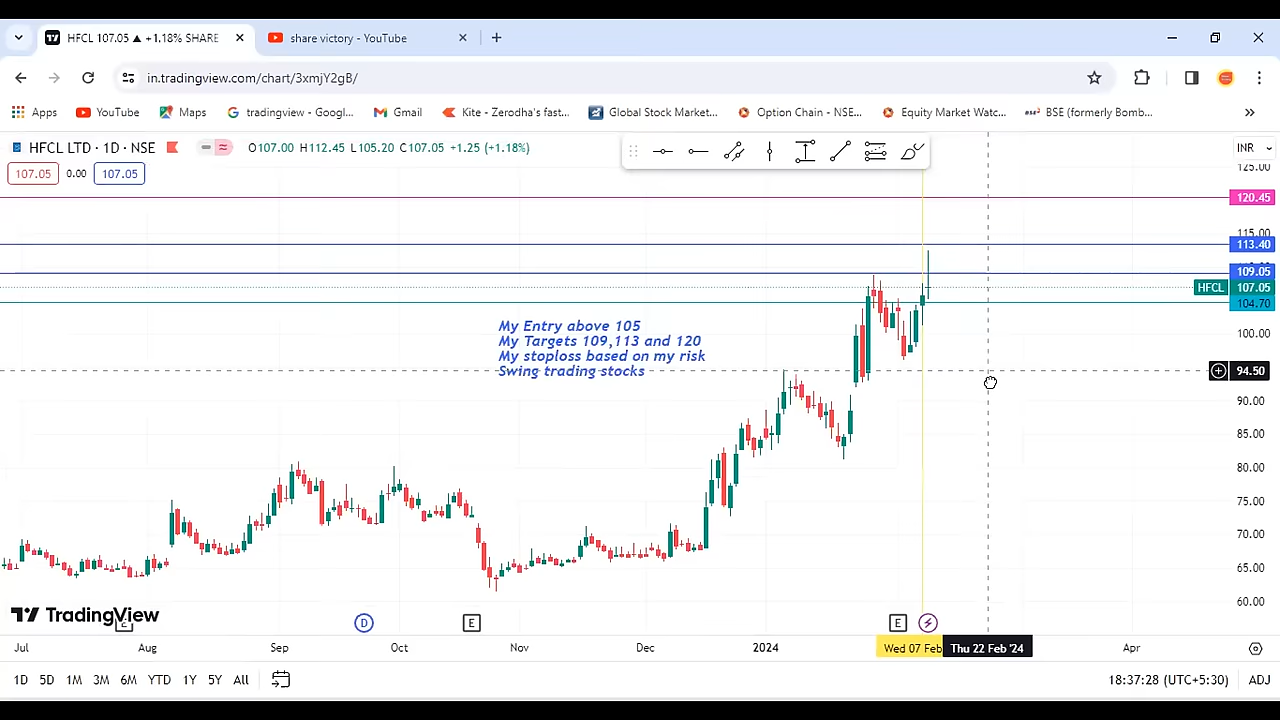 HFCL 107.05 ▲ +1.18% SHARE
share victory - YouTube
in.tradingview.com/chart/3xmjY2gB/
Apps
YouTube
Maps
tradingview - Googl...
Gmail
Kite - Zerodha's fast...
Global Stock Market...
Option Chain - NSE...
Equity Market Watc...
BSE (formerly Bomb...
HFCL LTD · 1D · NSE
O107.00 H112.45 L105.20 C107.05 +1.25 (+1.18%)
INR
107.05 0.00 107.05
125.00
120.45
115.00
113.40
109.05
HFCL 107.05
104.70
100.00
94.50
90.00
85.00
80.00
75.00
70.00
65.00
60.00
My Entry above 105
My Targets 109,113 and 120
My stoploss based on my risk
Swing trading stocks
TradingView
D E E
Jul Aug Sep Oct Nov Dec 2024 Wed 07 Feb Thu 22 Feb '24 Apr
1D 5D 1M 3M 6M YTD 1Y 5Y All
18:37:28 (UTC+5:30) ADJ